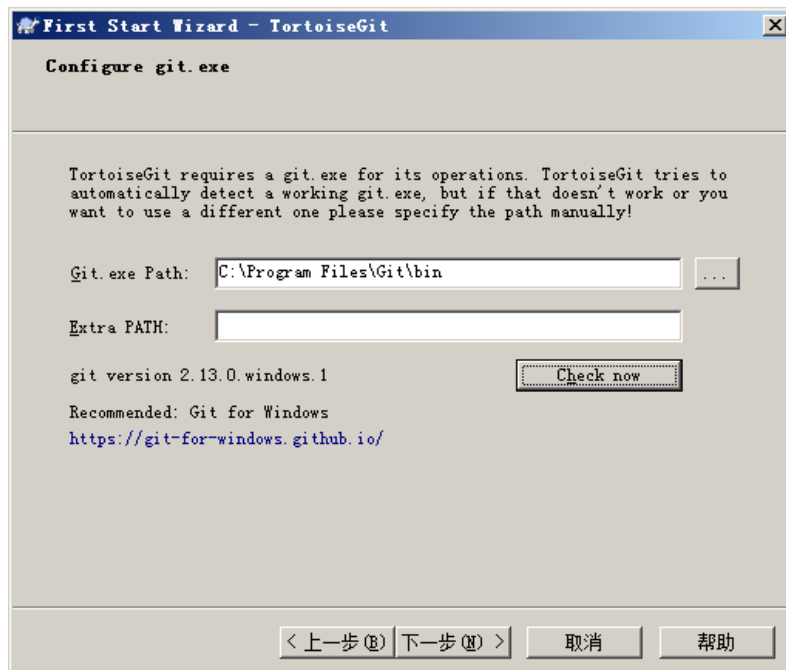 First Start Wizard - TortoiseGit
Configure git.exe
TortoiseGit requires a git.exe for its operations. TortoiseGit tries to
automatically detect a working git.exe, but if that doesn't work or you
want to use a different one please specify the path manually!
Git.exe Path: C:\Program Files\Git\bin ...
Extra PATH:
git version 2.13.0.windows.1 Check now
Recommended: Git for Windows
https://git-for-windows.github.io/
< 上一步(B) 下一步(N) > 取消 帮助